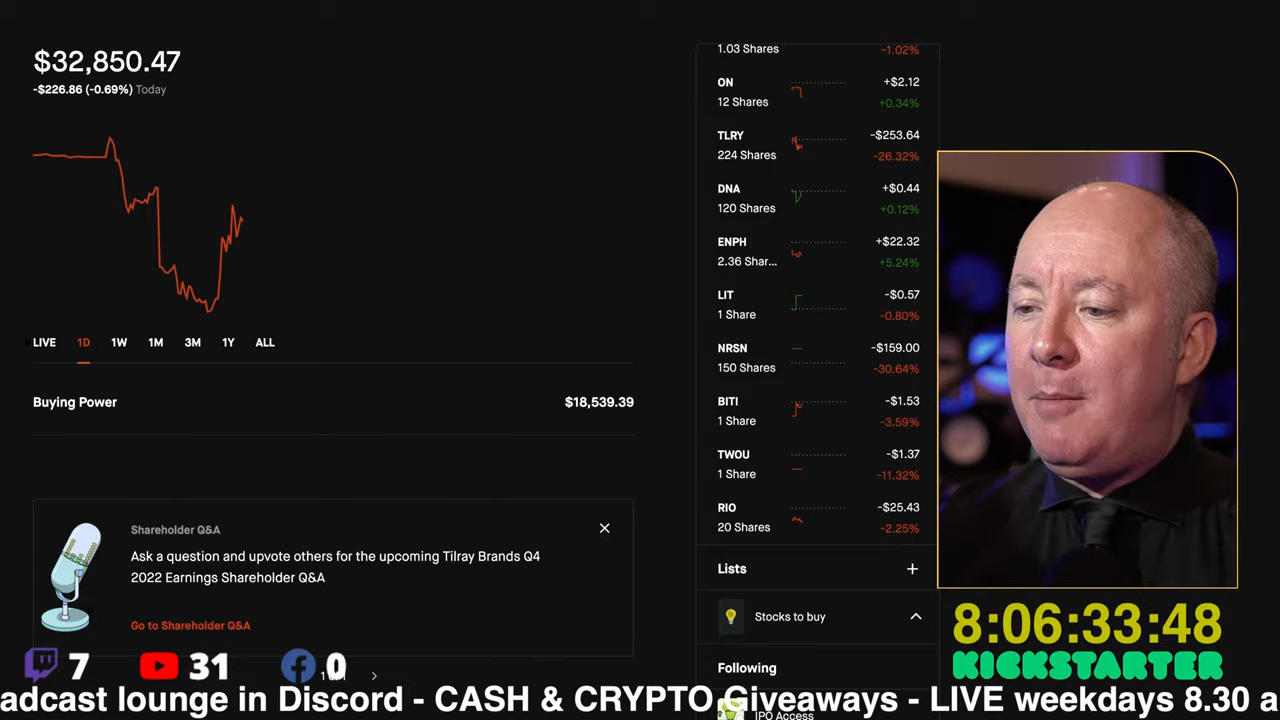 $32,850.47
-$226.86 (-0.69%) Today
LIVE 1D 1W 1M 3M 1Y ALL
Buying Power $18,539.39
Shareholder Q&A
Ask a question and upvote others for the upcoming Tilray Brands Q4
2022 Earnings Shareholder Q&A
Go to Shareholder Q&A
1.03 Shares -1.02%
ON +$2.12
12 Shares +0.34%
TLRY -$253.64
224 Shares -26.32%
DNA +$0.44
120 Shares +0.12%
ENPH +$22.32
2.36 Shar... +5.24%
LIT -$0.57
1 Share -0.80%
NRSN -$159.00
150 Shares -30.64%
BITI -$1.53
1 Share -3.59%
TWOU -$1.37
1 Share -11.32%
RIO -$25.43
20 Shares -2.25%
Lists
Stocks to buy
Following
IPO Access
8:06:33:48
KICKSTARTER
7 31 0
adcast lounge in Discord - CASH & CRYPTO Giveaways - LIVE weekdays 8.30 a